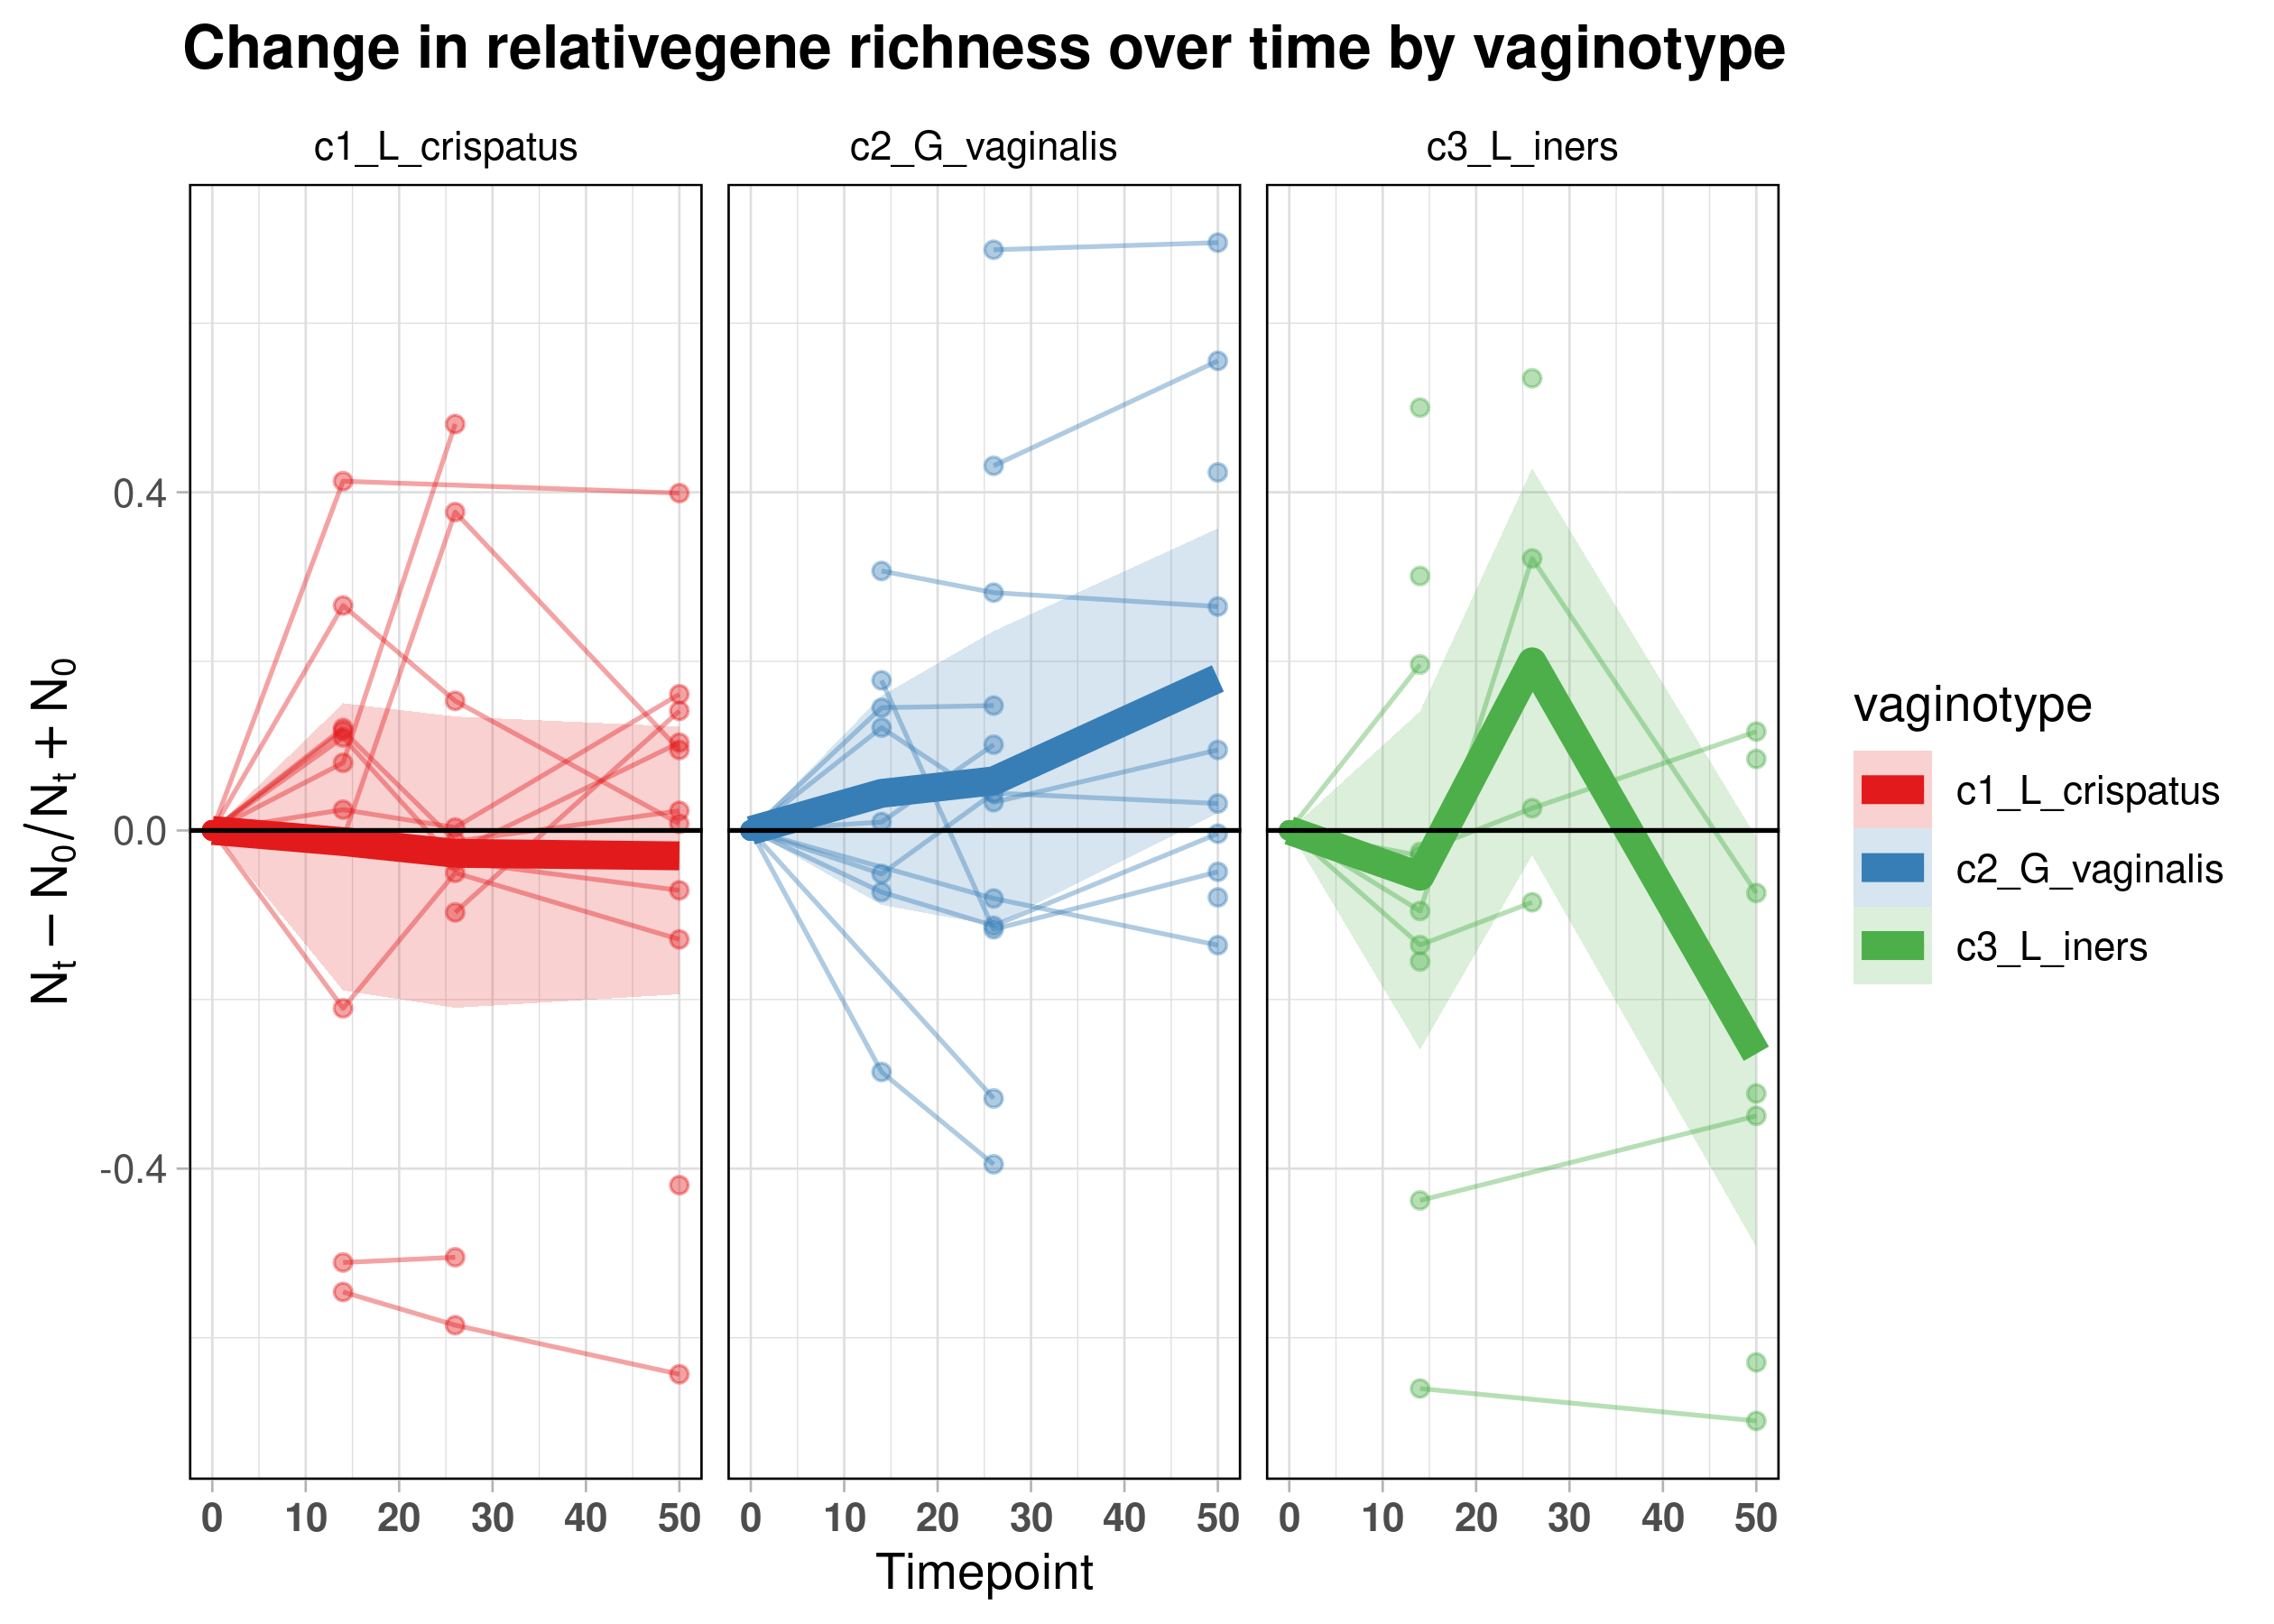 Change in relativegene richness over time by vaginotype
c1_L_crispatus
c2_G_vaginalis
c3_L_iners
Nₜ − N₀/Nₜ + N₀
0.4
0.0
-0.4
0 10 20 30 40 50
0 10 20 30 40 50
0 10 20 30 40 50
Timepoint
vaginotype
c1_L_crispatus
c2_G_vaginalis
c3_L_iners